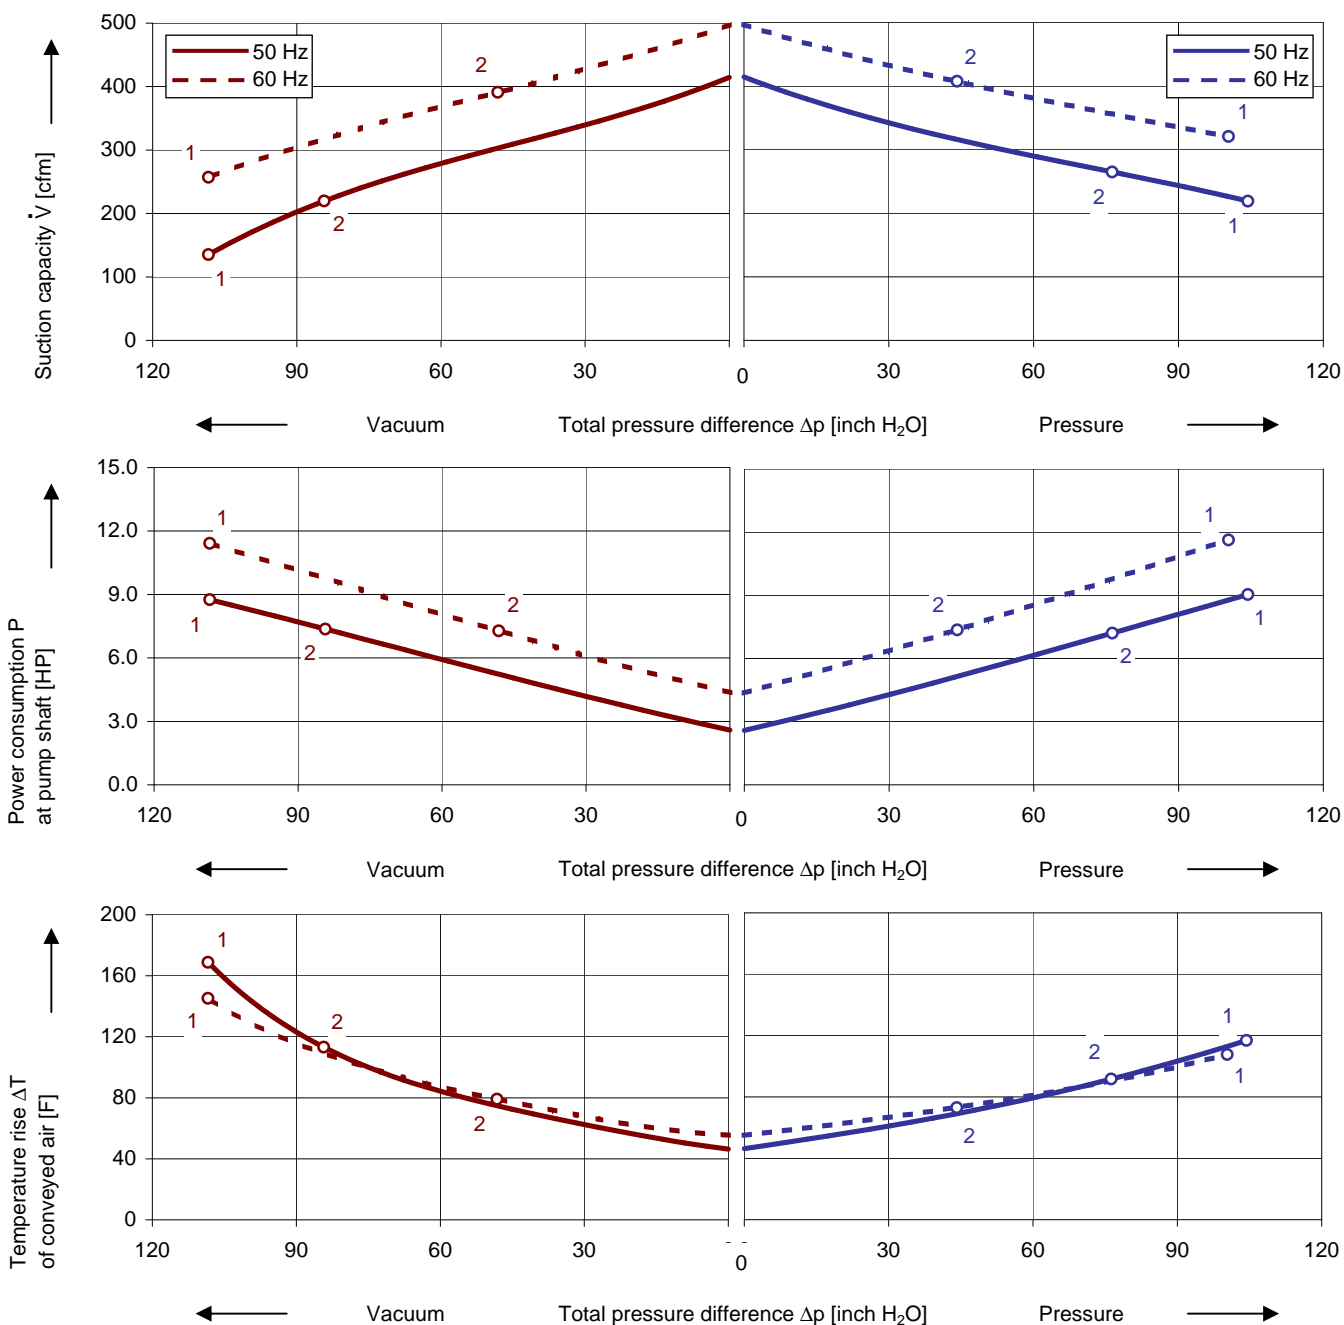 500
400
300
200
100
0
Suction capacity V̇ [cfm]
50 Hz
60 Hz
50 Hz
60 Hz
1
2
1
2
2
1
2
1
120 90 60 30 0 30 60 90 120
Vacuum Total pressure difference Δp [inch H₂O] Pressure
15.0
12.0
9.0
6.0
3.0
0.0
Power consumption P
at pump shaft [HP]
1
2
1
2
1
2
1
2
120 90 60 30 0 30 60 90 120
Vacuum Total pressure difference Δp [inch H₂O] Pressure
200
160
120
80
40
0
Temperature rise ΔT
of conveyed air [F]
1
1
2
2
1
2
1
2
120 90 60 30 0 30 60 90 120
Vacuum Total pressure difference Δp [inch H₂O] Pressure